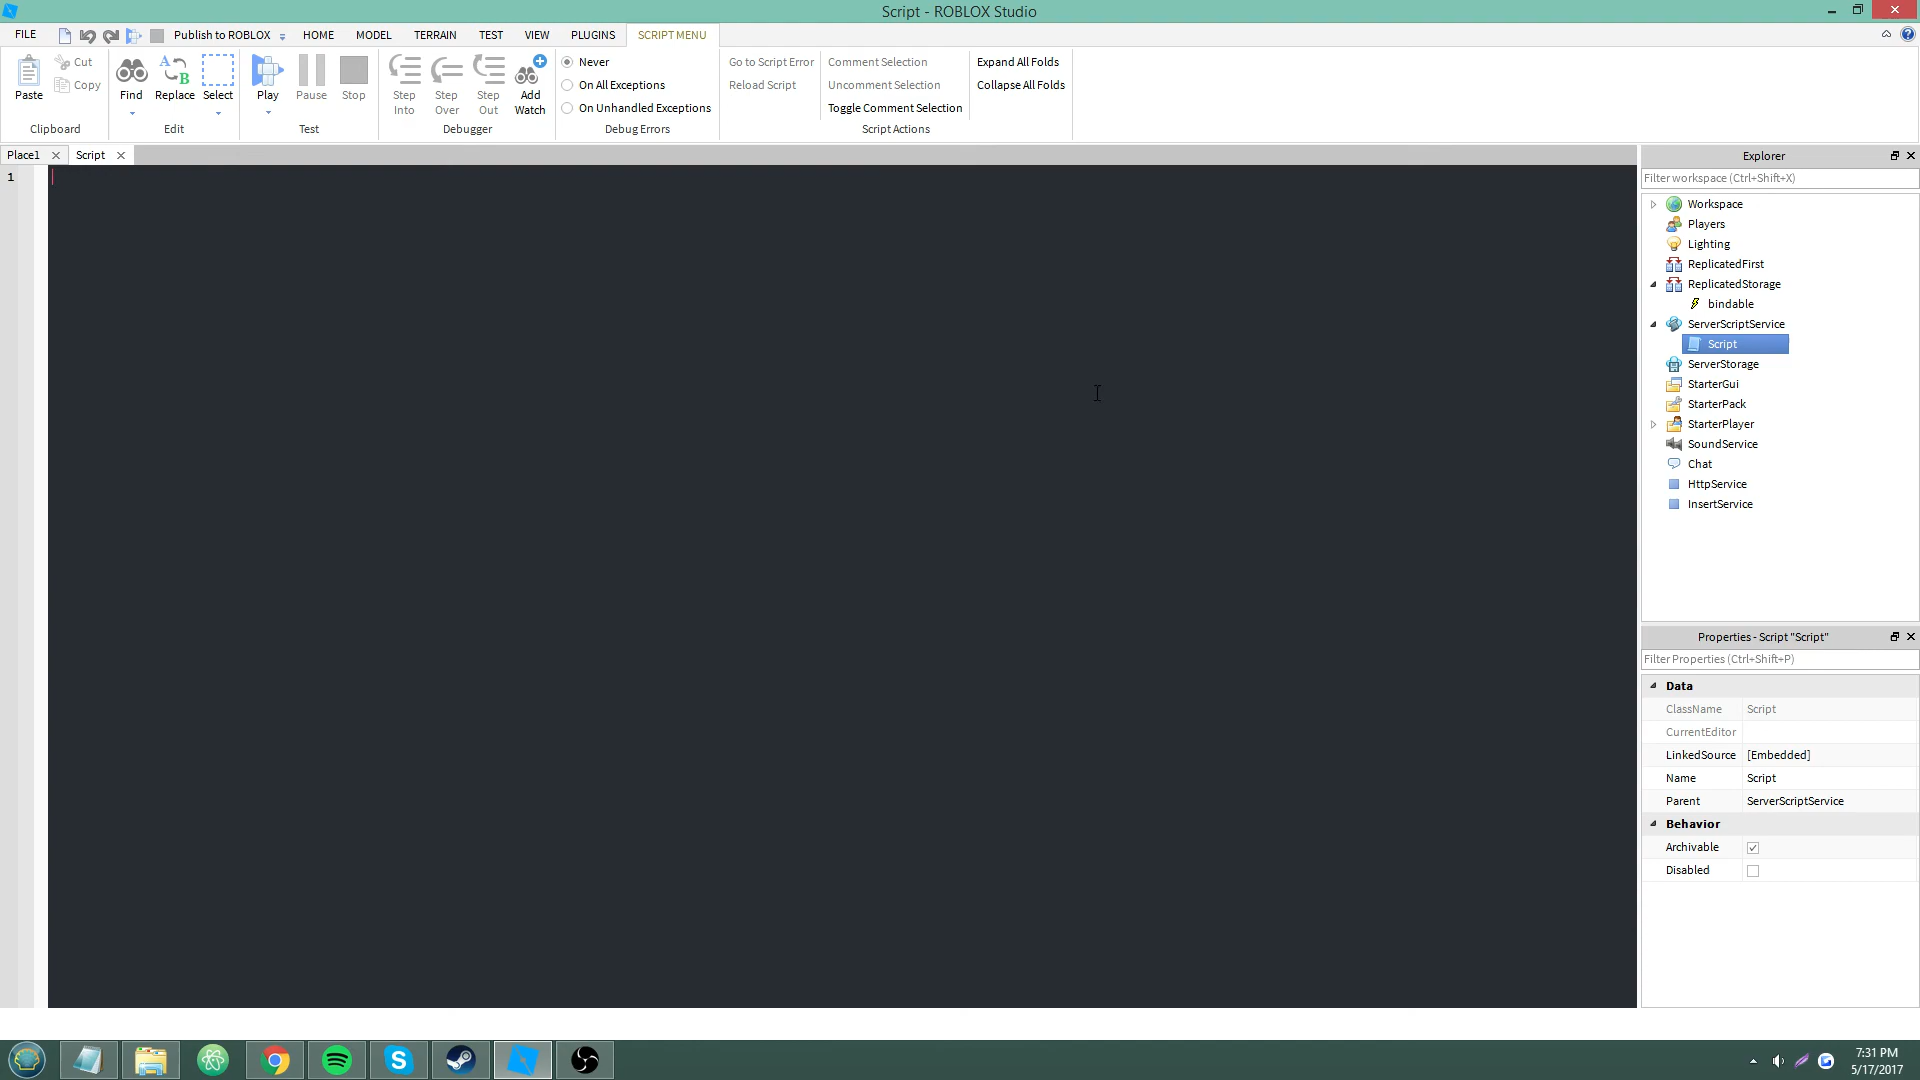 Script - ROBLOX Studio
FILE Publish to ROBLOX HOME MODEL TERRAIN TEST VIEW PLUGINS SCRIPT MENU
Paste Cut Copy
Clipboard
Find Replace Select
Edit
Play Pause Stop
Test
Step Into Step Over Step Out Add Watch
Debugger
Never
On All Exceptions
On Unhandled Exceptions
Debug Errors
Go to Script Error
Reload Script
Comment Selection
Uncomment Selection
Toggle Comment Selection
Expand All Folds
Collapse All Folds
Script Actions
Place1 Script
1
Explorer
Filter workspace (Ctrl+Shift+X)
Workspace
Players
Lighting
ReplicatedFirst
ReplicatedStorage
bindable
ServerScriptService
Script
ServerStorage
StarterGui
StarterPack
StarterPlayer
SoundService
Chat
HttpService
InsertService
Properties - Script "Script"
Filter Properties (Ctrl+Shift+P)
Data
ClassName Script
CurrentEditor
LinkedSource [Embedded]
Name Script
Parent ServerScriptService
Behavior
Archivable
Disabled
7:31 PM
5/17/2017